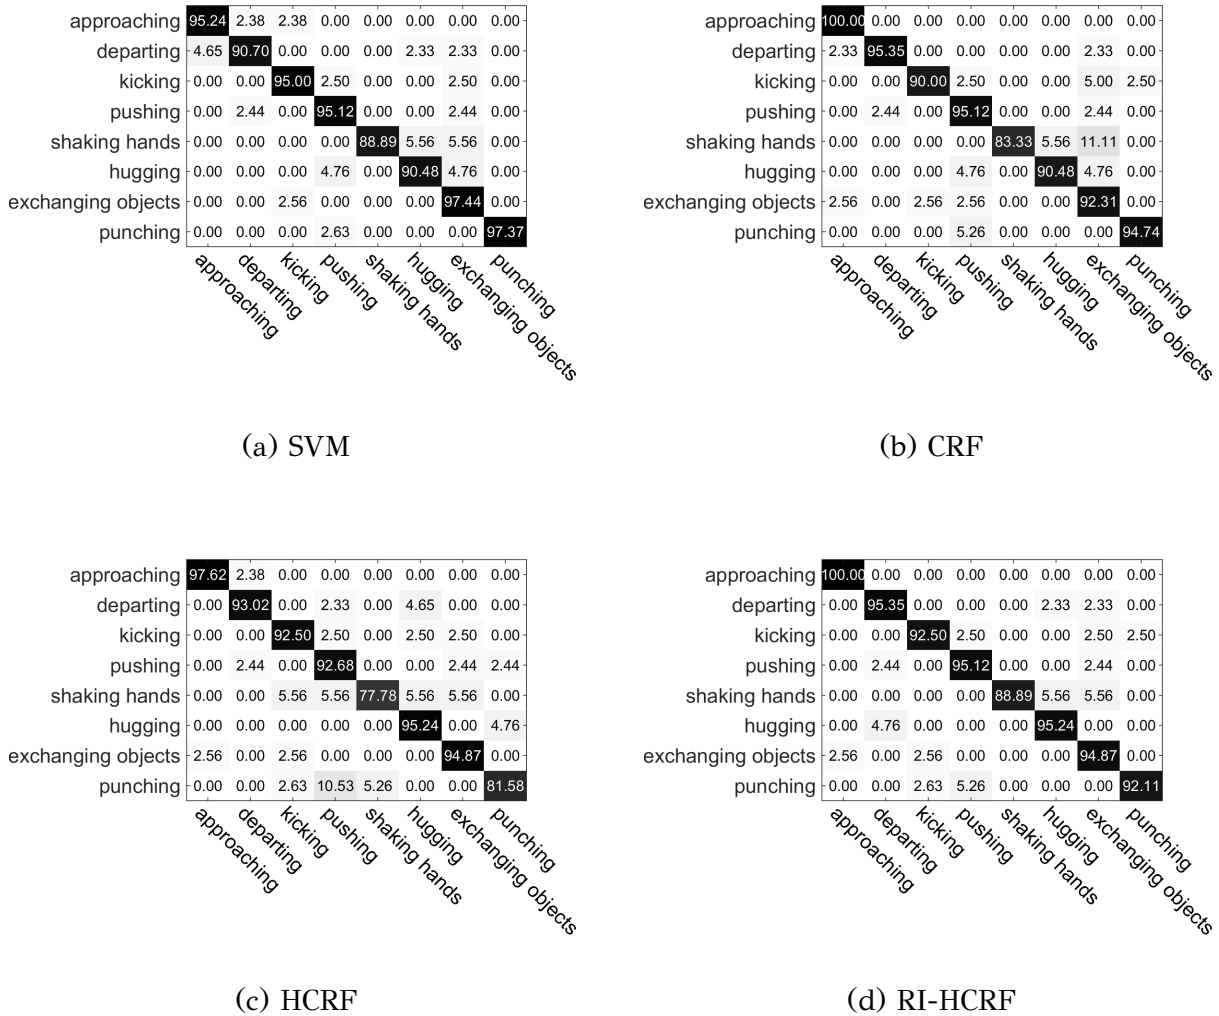 approaching 95.24 2.38 2.38 0.00 0.00 0.00 0.00 0.00
departing 4.65 90.70 0.00 0.00 0.00 2.33 2.33 0.00
kicking 0.00 0.00 95.00 2.50 0.00 0.00 2.50 0.00
pushing 0.00 2.44 0.00 95.12 0.00 0.00 2.44 0.00
shaking hands 0.00 0.00 0.00 0.00 88.89 5.56 5.56 0.00
hugging 0.00 0.00 0.00 4.76 0.00 90.48 4.76 0.00
exchanging objects 0.00 0.00 2.56 0.00 0.00 0.00 97.44 0.00
punching 0.00 0.00 0.00 2.63 0.00 0.00 0.00 97.37
approaching
departing
kicking
pushing
shaking hands
hugging
exchanging objects
punching
(a) SVM
approaching 100.00 0.00 0.00 0.00 0.00 0.00 0.00 0.00
departing 2.33 95.35 0.00 0.00 0.00 0.00 2.33 0.00
kicking 0.00 0.00 90.00 2.50 0.00 0.00 5.00 2.50
pushing 0.00 2.44 0.00 95.12 0.00 0.00 2.44 0.00
shaking hands 0.00 0.00 0.00 0.00 83.33 5.56 11.11 0.00
hugging 0.00 0.00 0.00 4.76 0.00 90.48 4.76 0.00
exchanging objects 2.56 0.00 2.56 2.56 0.00 0.00 92.31 0.00
punching 0.00 0.00 0.00 5.26 0.00 0.00 0.00 94.74
approaching
departing
kicking
pushing
shaking hands
hugging
exchanging objects
punching
(b) CRF
approaching 97.62 2.38 0.00 0.00 0.00 0.00 0.00 0.00
departing 0.00 93.02 0.00 2.33 0.00 4.65 0.00 0.00
kicking 0.00 0.00 92.50 2.50 0.00 2.50 2.50 0.00
pushing 0.00 2.44 0.00 92.68 0.00 0.00 2.44 2.44
shaking hands 0.00 0.00 5.56 5.56 77.78 5.56 5.56 0.00
hugging 0.00 0.00 0.00 0.00 0.00 95.24 0.00 4.76
exchanging objects 2.56 0.00 2.56 0.00 0.00 0.00 94.87 0.00
punching 0.00 0.00 2.63 10.53 5.26 0.00 0.00 81.58
approaching
departing
kicking
pushing
shaking hands
hugging
exchanging objects
punching
(c) HCRF
approaching 100.00 0.00 0.00 0.00 0.00 0.00 0.00 0.00
departing 0.00 95.35 0.00 0.00 0.00 2.33 2.33 0.00
kicking 0.00 0.00 92.50 2.50 0.00 0.00 2.50 2.50
pushing 0.00 2.44 0.00 95.12 0.00 0.00 2.44 0.00
shaking hands 0.00 0.00 0.00 0.00 88.89 5.56 5.56 0.00
hugging 0.00 4.76 0.00 0.00 0.00 95.24 0.00 0.00
exchanging objects 2.56 0.00 2.56 0.00 0.00 0.00 94.87 0.00
punching 0.00 0.00 2.63 5.26 0.00 0.00 0.00 92.11
approaching
departing
kicking
pushing
shaking hands
hugging
exchanging objects
punching
(d) RI-HCRF